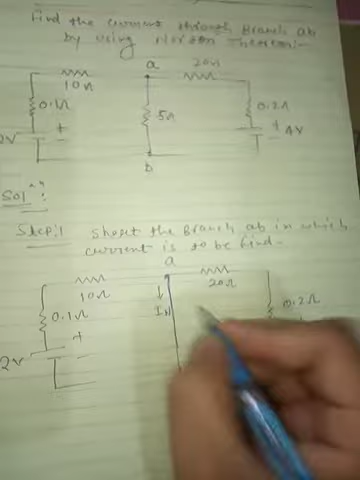 Find the current through Branch ab
by using Norton Theorem:-
a
20Ω
10Ω
0.1Ω
5Ω
0.2Ω
+
+
2V
4V
b
Sol^n:
Step:1 Short the Branch ab in which
current is to be find-
a
10Ω
20Ω
0.1Ω
↓
I_N
0.2Ω
+
2V